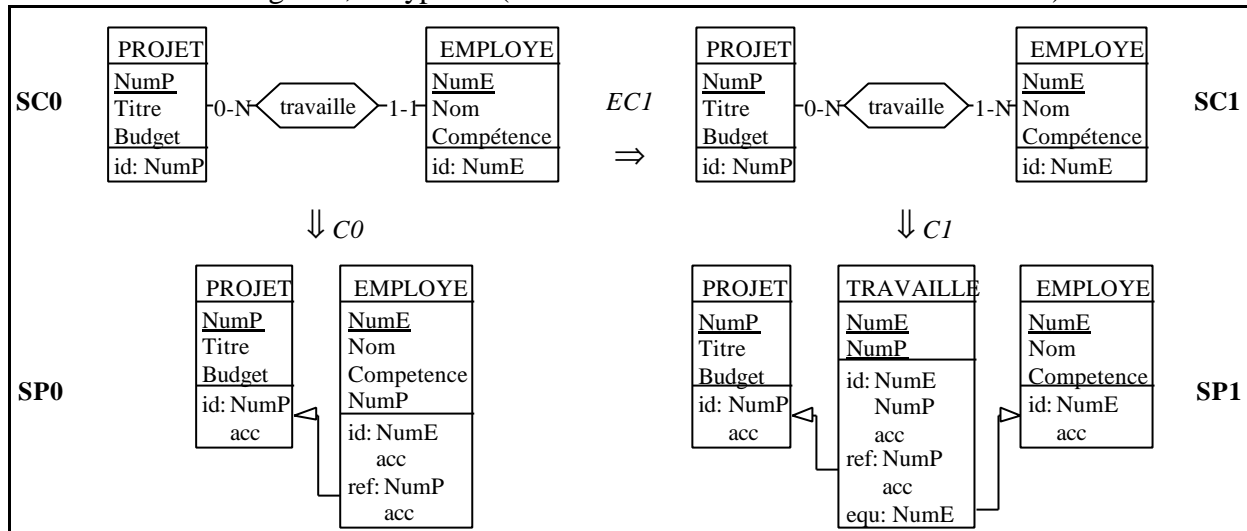 PROJET
NumP
Titre
Budget
id: NumP
0-N
travaille
1-1
EMPLOYE
NumE
Nom
Compétence
id: NumE
SC0
EC1
⇒
PROJET
NumP
Titre
Budget
id: NumP
0-N
travaille
1-N
EMPLOYE
NumE
Nom
Compétence
id: NumE
SC1
⇓ C0
⇓ C1
SP0
PROJET
NumP
Titre
Budget
id: NumP
acc
EMPLOYE
NumE
Nom
Competence
NumP
id: NumE
acc
ref: NumP
acc
PROJET
NumP
Titre
Budget
id: NumP
acc
TRAVAILLE
NumE
NumP
id: NumE
NumP
acc
ref: NumP
acc
equ: NumE
EMPLOYE
NumE
Nom
Competence
id: NumE
acc
SP1